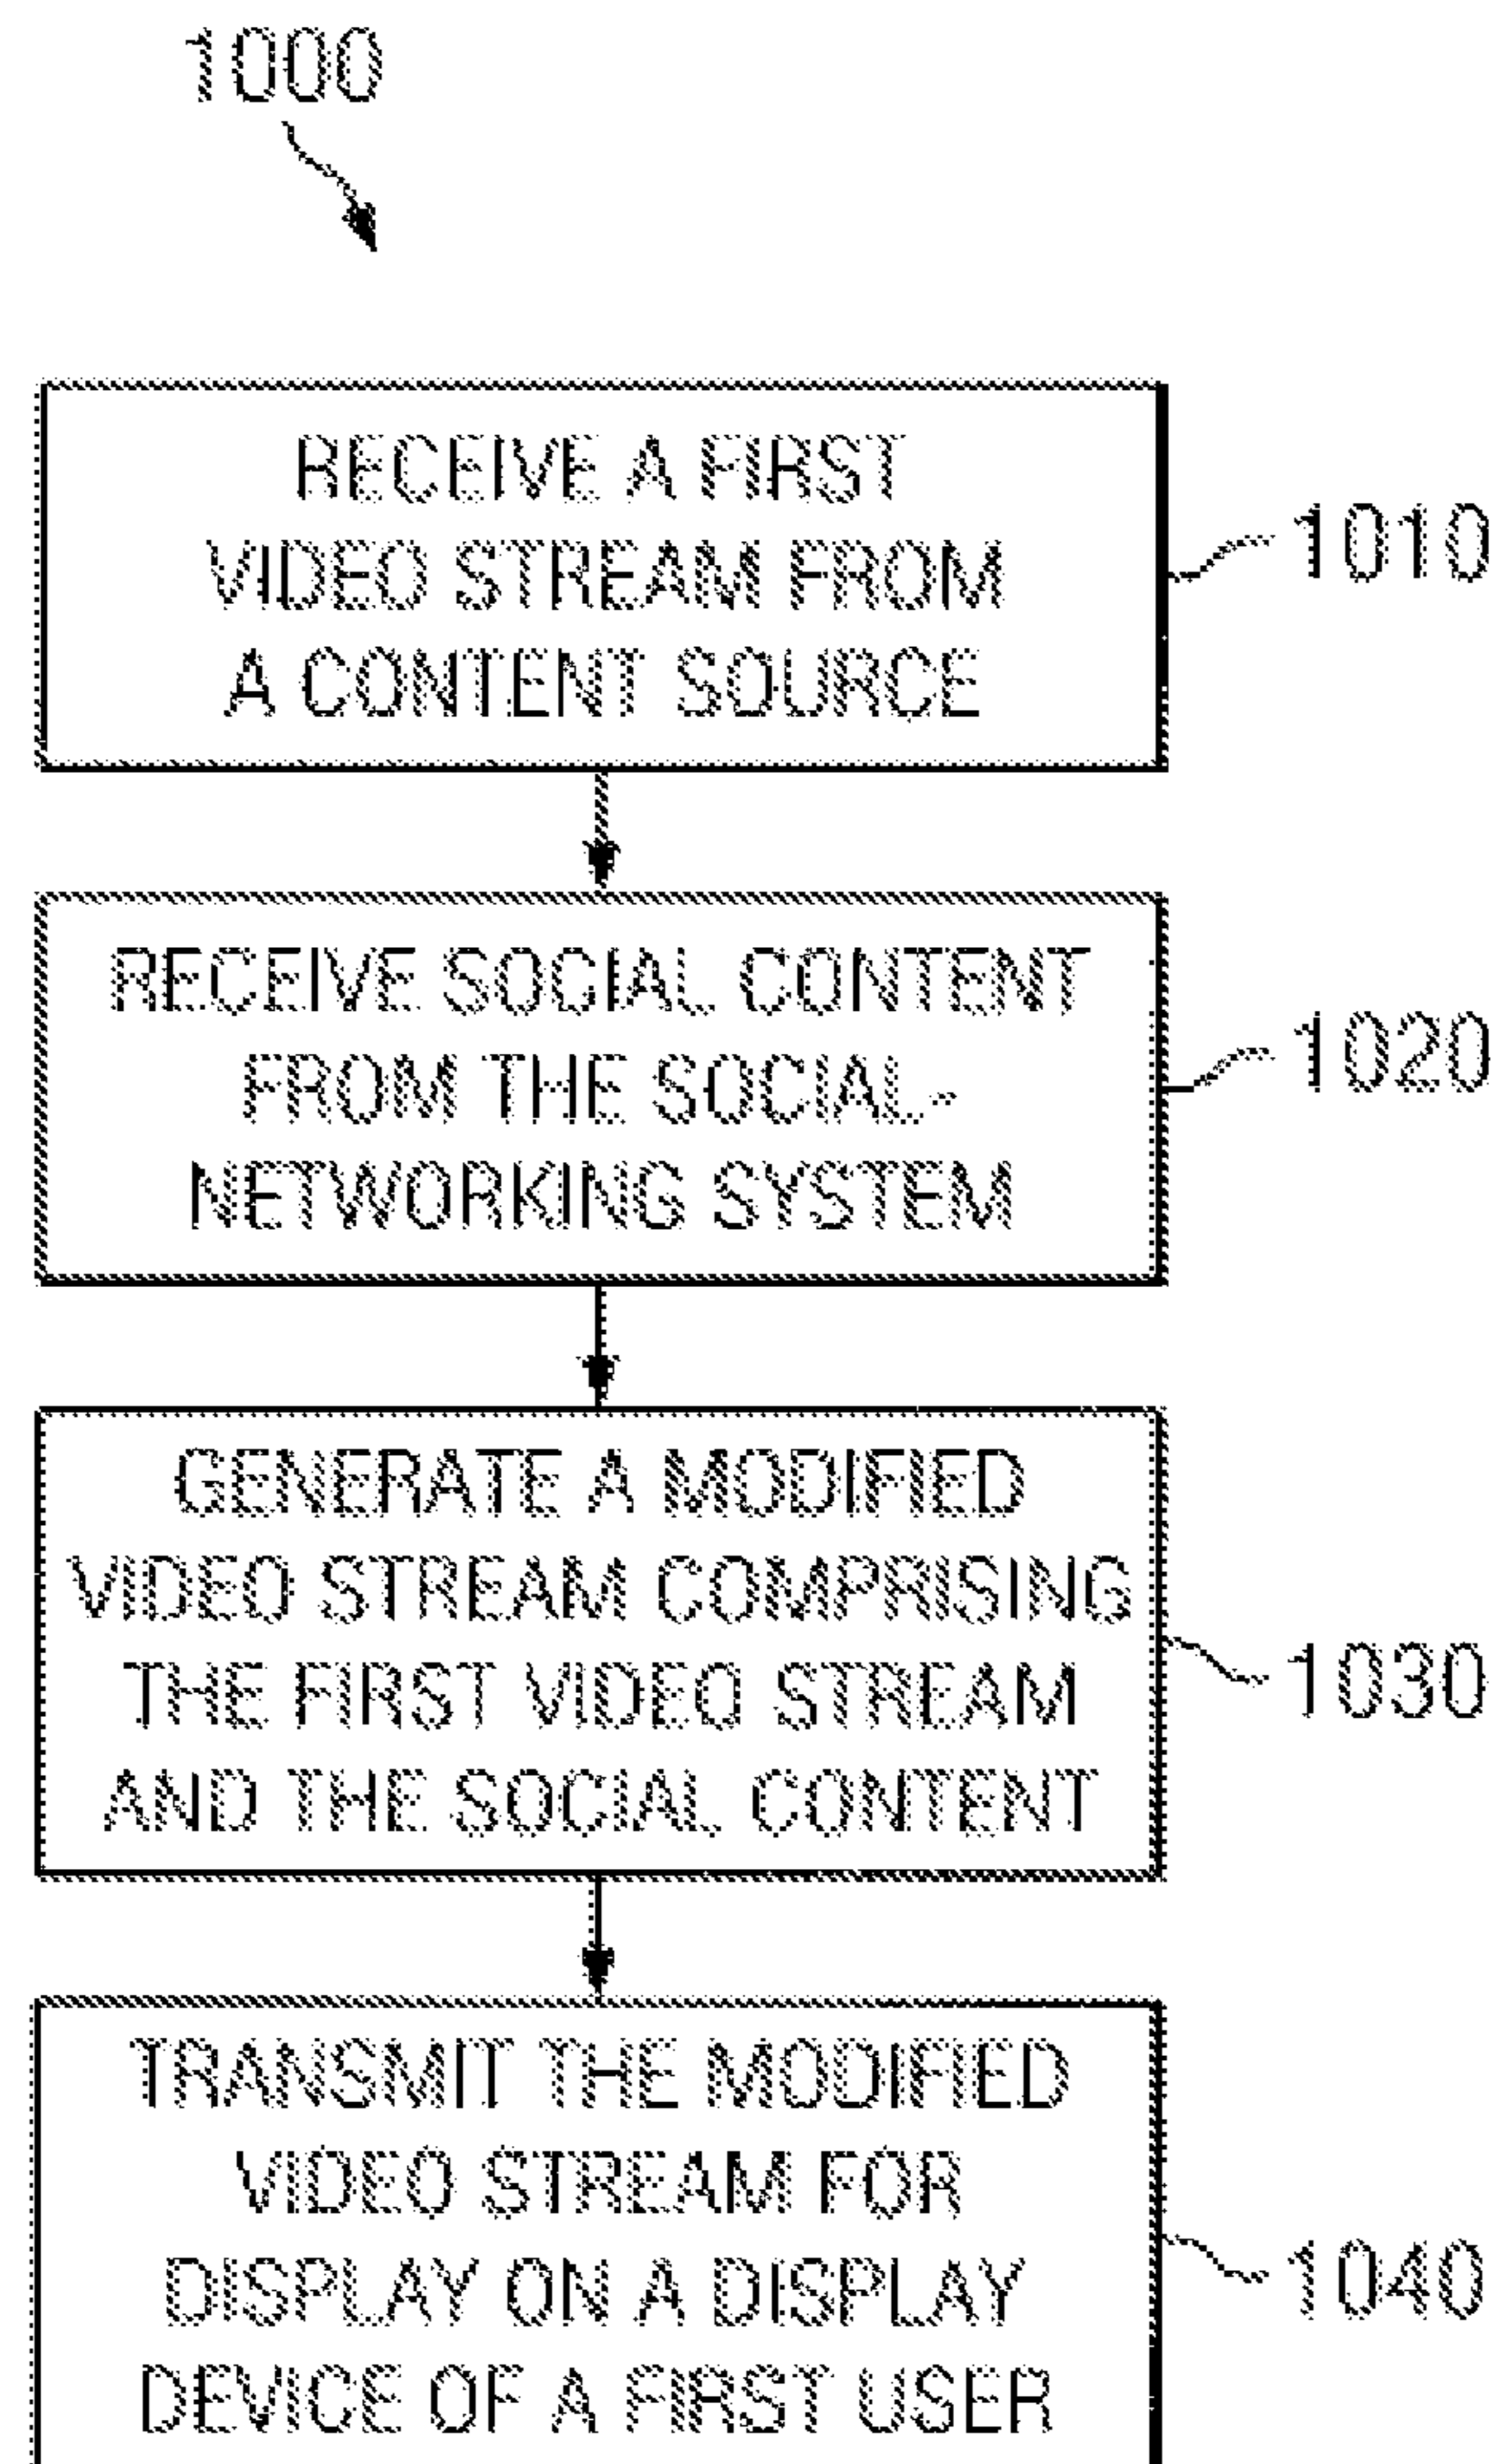 1000
RECEIVE A FIRST
VIDEO STREAM FROM
A CONTENT SOURCE
1010
RECEIVE SOCIAL CONTENT
FROM THE SOCIAL-
NETWORKING SYSTEM
1020
GENERATE A MODIFIED
VIDEO STREAM COMPRISING
THE FIRST VIDEO STREAM
AND THE SOCIAL CONTENT
1030
TRANSMIT THE MODIFIED
VIDEO STREAM FOR
DISPLAY ON A DISPLAY
DEVICE OF A FIRST USER
1040